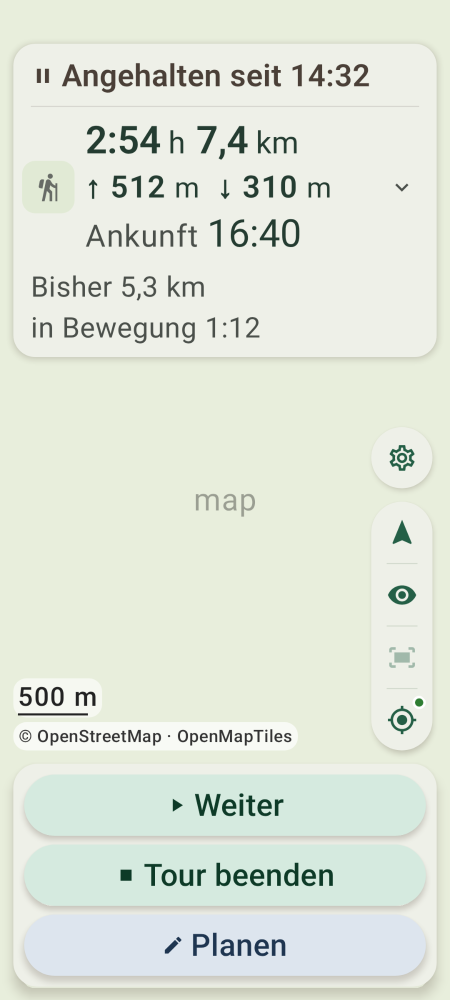 Angehalten seit 14:32
2:54 h 7,4 km
↑ 512 m ↓ 310 m
Ankunft 16:40
Bisher 5,3 km
in Bewegung 1:12
map
500 m
© OpenStreetMap · OpenMapTiles
Weiter
Tour beenden
Planen